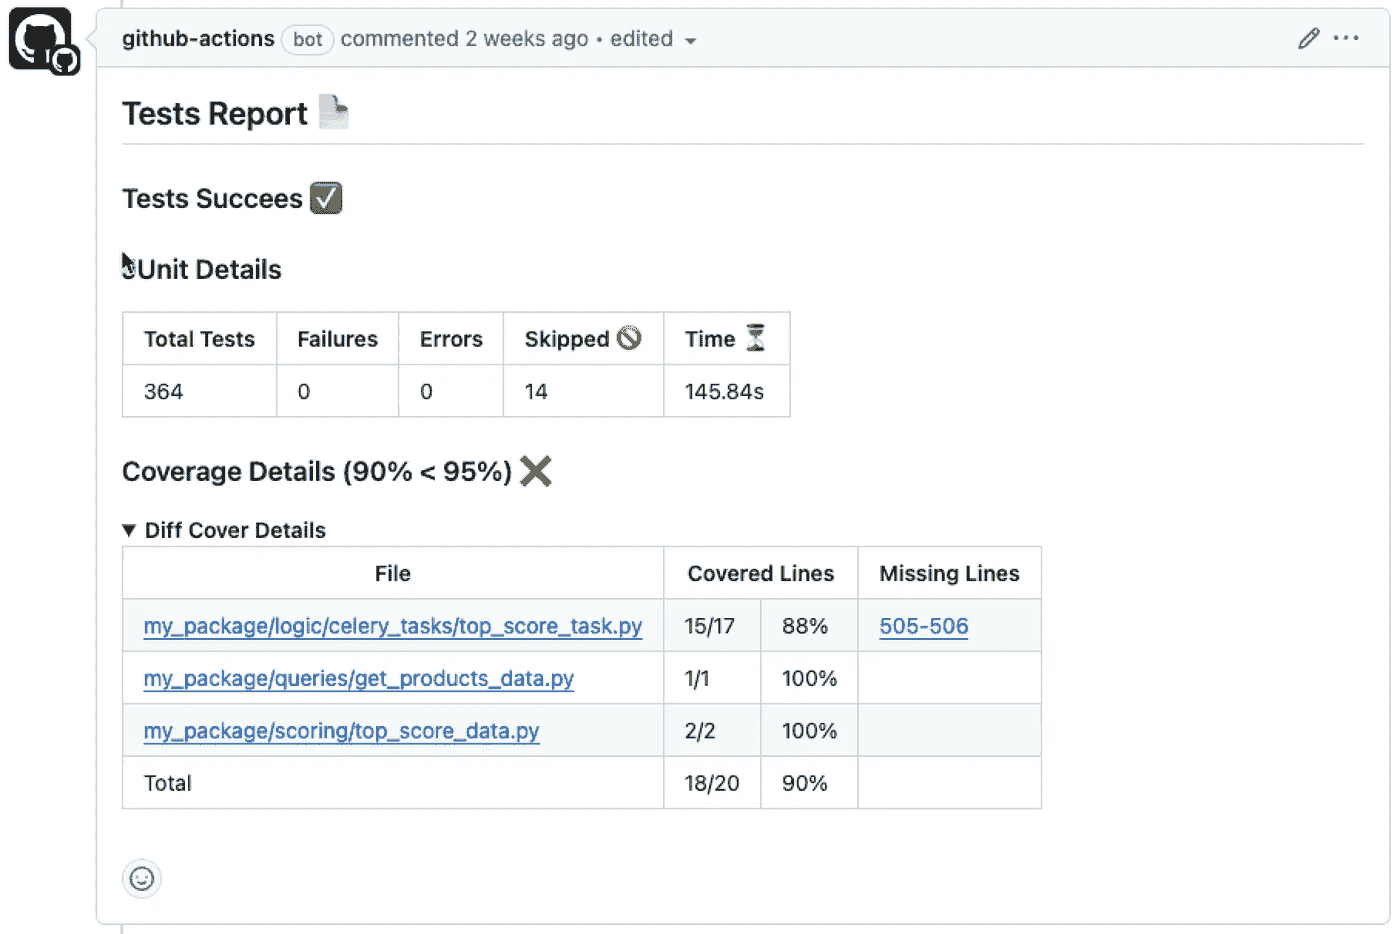 github-actions bot commented 2 weeks ago • edited
Tests Report
Tests Succees
JUnit Details
Total Tests Failures Errors Skipped Time
364 0 0 14 145.84s
Coverage Details (90% < 95%)
Diff Cover Details
File Covered Lines Missing Lines
my_package/logic/celery_tasks/top_score_task.py 15/17 88% 505-506
my_package/queries/get_products_data.py 1/1 100%
my_package/scoring/top_score_data.py 2/2 100%
Total 18/20 90%